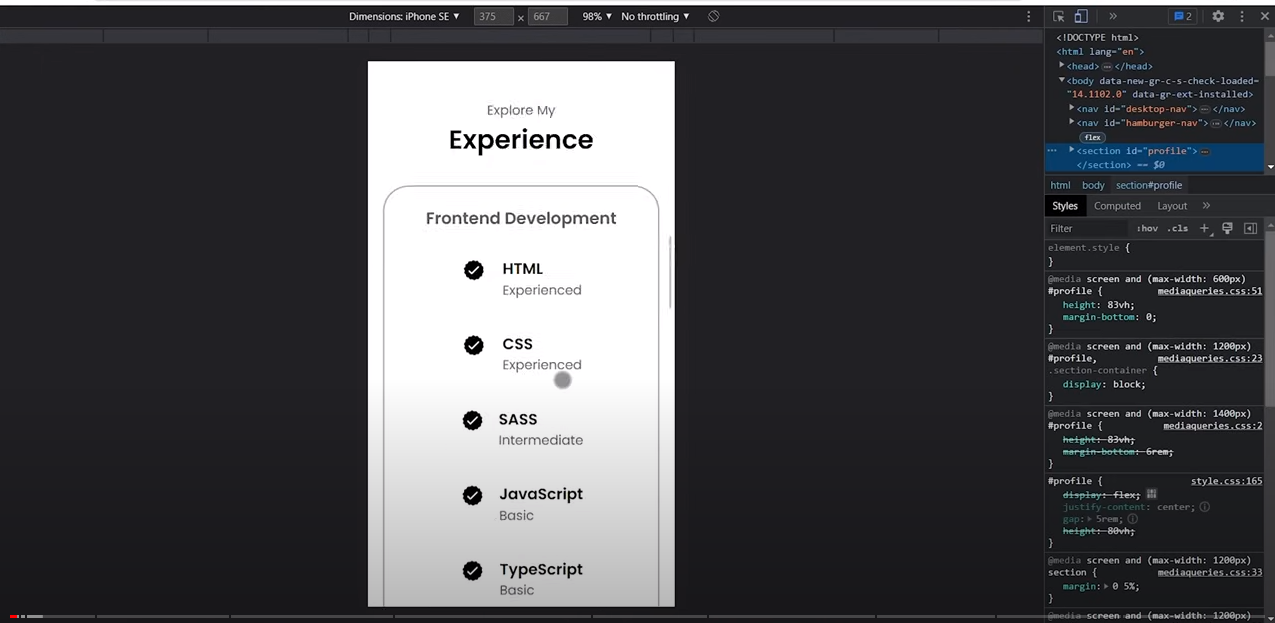 Dimensions: iPhone SE ▼ 375 × 667 98% ▼ No throttling ▼
2
Explore My
Experience
Frontend Development
HTML
Experienced
CSS
Experienced
SASS
Intermediate
JavaScript
Basic
TypeScript
Basic
<!DOCTYPE html>
<html lang="en">
<head> ⋯ </head>
<body data-new-gr-c-s-check-loaded=
"14.1102.0" data-gr-ext-installed>
<nav id="desktop-nav"> ⋯ </nav>
<nav id="hamburger-nav"> ⋯ </nav>
flex
<section id="profile"> ⋯
</section> == $0
html body section#profile
Styles Computed Layout »
Filter :hov .cls +
element.style {
}
@media screen and (max-width: 600px)
#profile { mediaqueries.css:51
height: 83vh;
margin-bottom: 0;
}
@media screen and (max-width: 1200px)
#profile, mediaqueries.css:23
.section-container {
display: block;
}
@media screen and (max-width: 1400px)
#profile { mediaqueries.css:2
height: 83vh;
margin-bottom: 6rem;
}
#profile { style.css:165
display: flex;
justify-content: center;
gap: 5rem;
height: 80vh;
}
@media screen and (max-width: 1200px)
section { mediaqueries.css:33
margin: 0 5%;
}
@media screen and (max-width: 1200px)